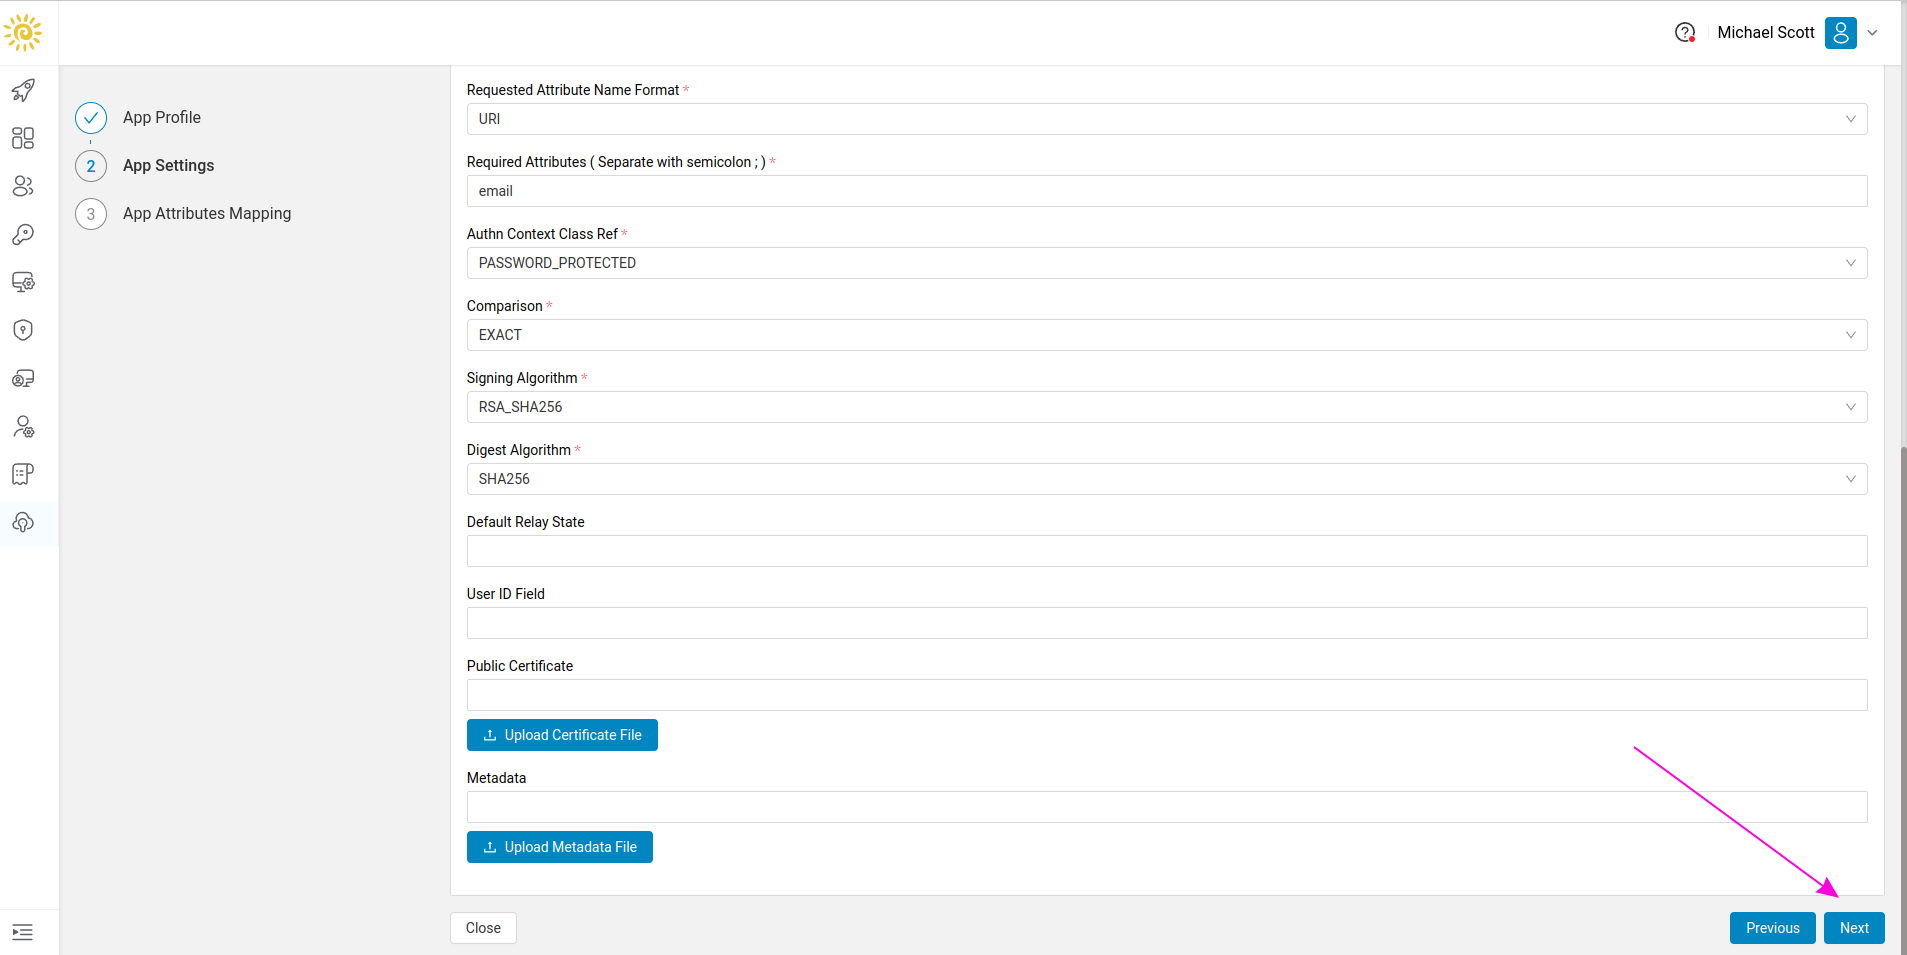 Michael Scott
App Profile
2 App Settings
3 App Attributes Mapping
Requested Attribute Name Format *
URI
Required Attributes ( Separate with semicolon ; ) *
email
Authn Context Class Ref *
PASSWORD_PROTECTED
Comparison *
EXACT
Signing Algorithm *
RSA_SHA256
Digest Algorithm *
SHA256
Default Relay State
User ID Field
Public Certificate
Upload Certificate File
Metadata
Upload Metadata File
Close Previous Next